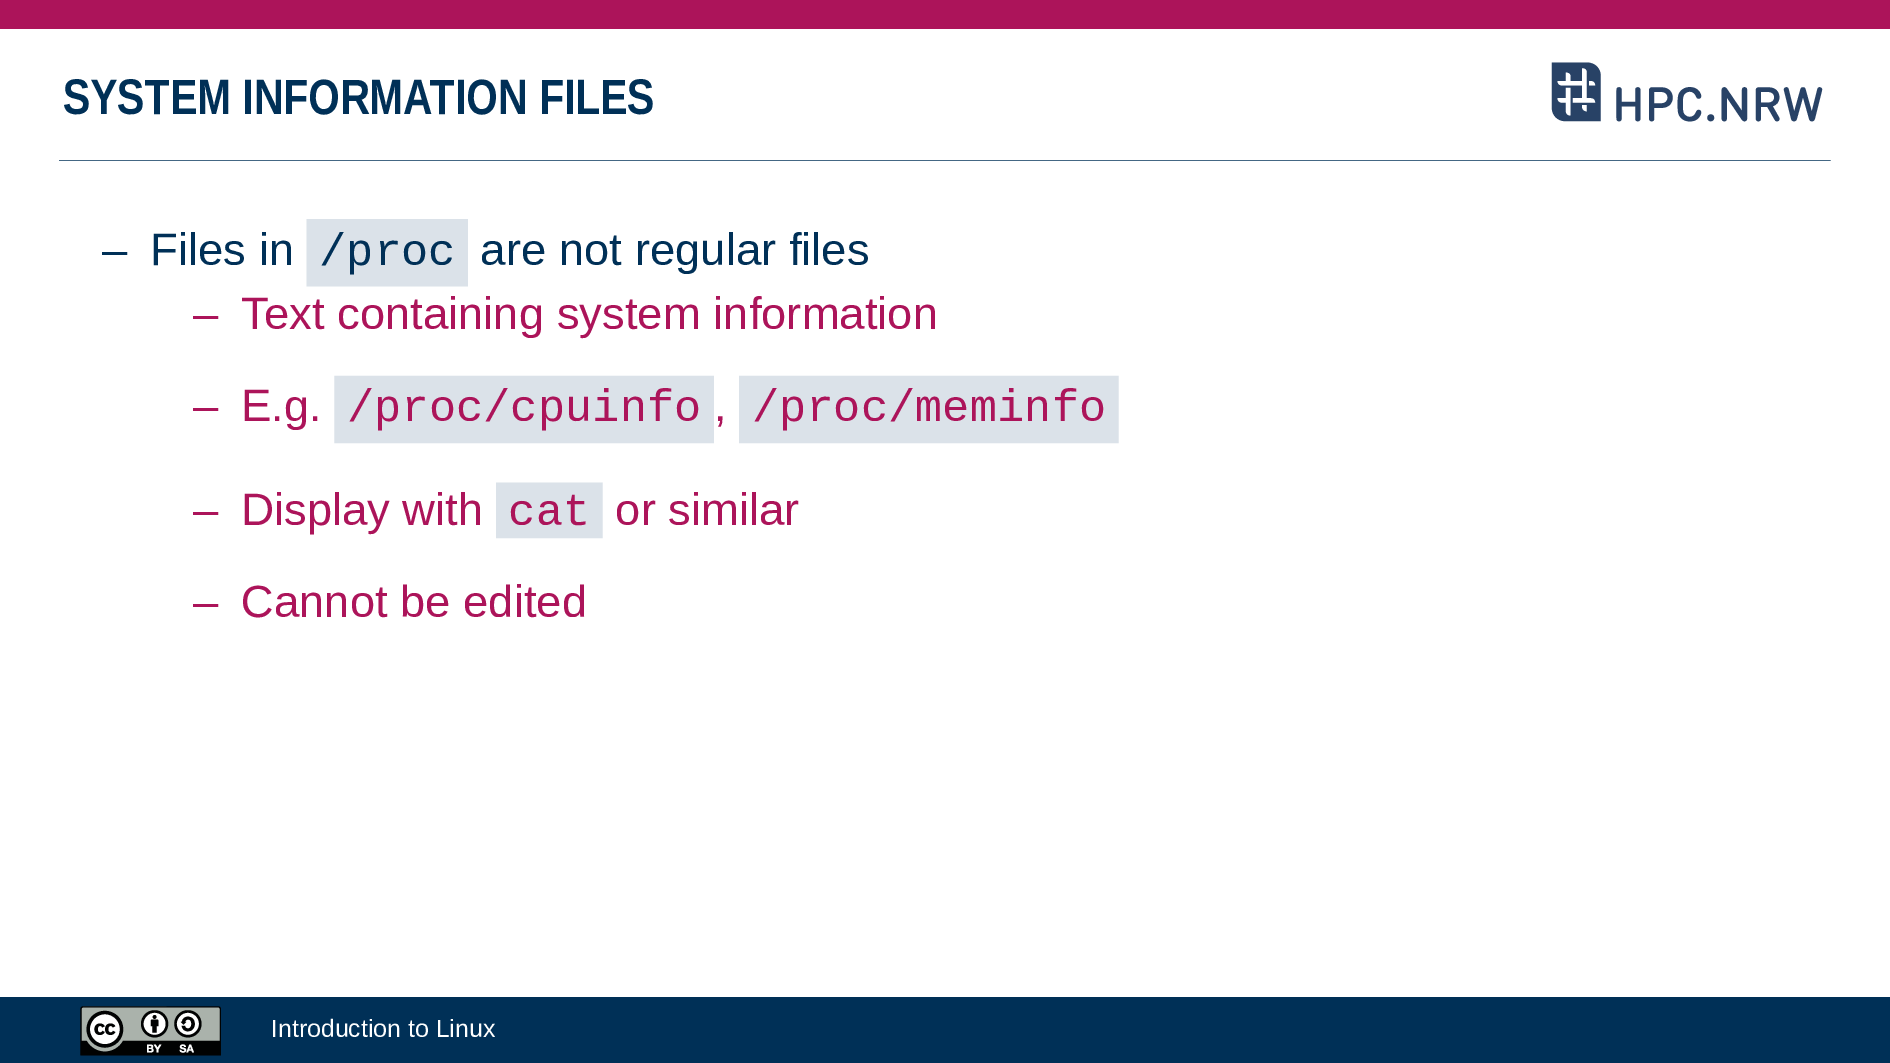 SYSTEM INFORMATION FILES
HPC.NRW
– Files in /proc are not regular files
– Text containing system information
– E.g. /proc/cpuinfo, /proc/meminfo
– Display with cat or similar
– Cannot be edited
cc BY SA
Introduction to Linux